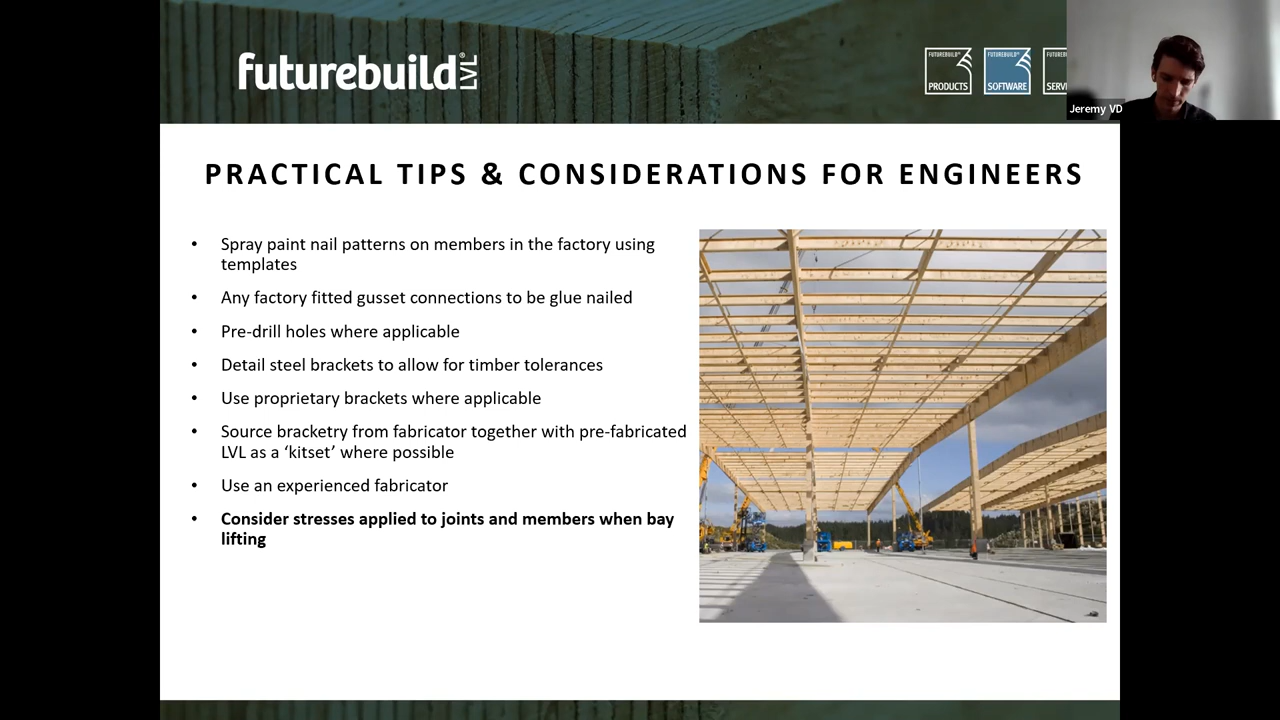 futurebuild LVL®
FUTUREBUILD®
PRODUCTS
FUTUREBUILD®
SOFTWARE
Jeremy VD
PRACTICAL TIPS & CONSIDERATIONS FOR ENGINEERS
• Spray paint nail patterns on members in the factory using
templates
• Any factory fitted gusset connections to be glue nailed
• Pre-drill holes where applicable
• Detail steel brackets to allow for timber tolerances
• Use proprietary brackets where applicable
• Source bracketry from fabricator together with pre-fabricated
LVL as a ‘kitset’ where possible
• Use an experienced fabricator
• Consider stresses applied to joints and members when bay
lifting